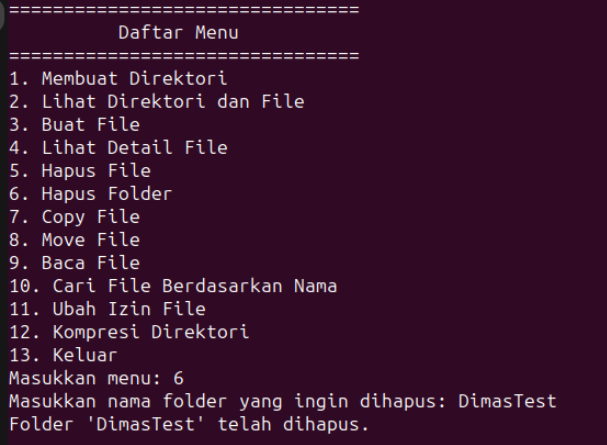 ================================
Daftar Menu
================================
1. Membuat Direktori
2. Lihat Direktori dan File
3. Buat File
4. Lihat Detail File
5. Hapus File
6. Hapus Folder
7. Copy File
8. Move File
9. Baca File
10. Cari File Berdasarkan Nama
11. Ubah Izin File
12. Kompresi Direktori
13. Keluar
Masukkan menu: 6
Masukkan nama folder yang ingin dihapus: DimasTest
Folder 'DimasTest' telah dihapus.